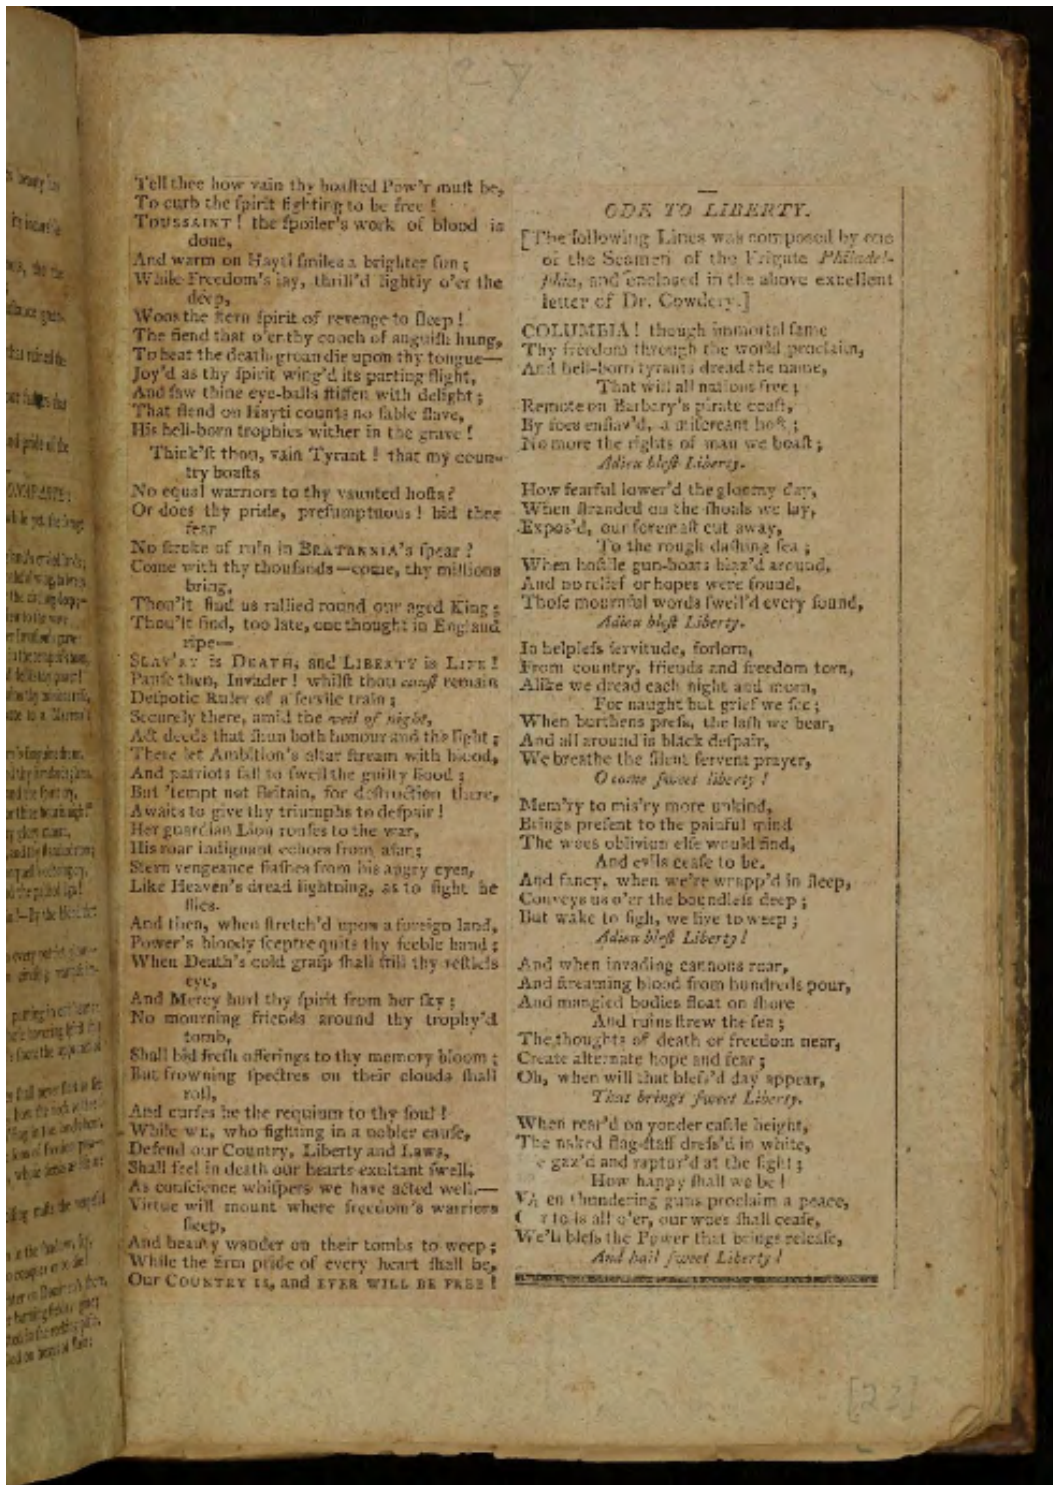 Tell thee how vain thy boaſted Pow'r muſt be,
To curb the ſpirit fighting to be free !
TOUSSAINT ! the ſpoiler's work of blood is
done,
And warm on Hayti ſmiles a brighter ſun ;
While Freedom's lay, thrill'd lightly o'er the
deep,
Woos the ſtern ſpirit of revenge to ſleep !
The fiend that o'er thy couch of anguiſh hung,
To hear the death-groan die upon thy tongue—
Joy'd as thy ſpirit wing'd its parting flight,
And ſaw thine eye-balls ſtiffen with delight ;
That fiend on Hayti counts no ſable ſlave,
His hell-born trophies wither in the grave !
Think'ſt thou, vain Tyrant ! that my coun-
try boaſts
No equal warriors to thy vaunted hoſts ?
Or does thy pride, preſumptuous ! bid thee
fear
No ſtroke of ruin in BRATANNIA's ſpear ?
Come with thy thouſands—come, thy millions
bring,
Thou'lt find us rallied round our aged King ;
Thou'lt find, too late, one thought in England
ripe—
SLAV'RY is DEATH, and LIBERTY is LIFE !
Pauſe then, Invader ! whilſt thou canſt remain
Deſpotic Ruler of a ſervile train ;
Securely there, amid the veil of night,
Act deeds that ſhun both honour and the light ;
There let Ambition's altar ſtream with blood,
And patriots fall to ſwell the guilty flood ;
But 'tempt not Britain, for deſtruction there,
Awaits to give thy triumphs to deſpair !
Her guardian Lion rouſes to the war,
His roar indignant echoes from afar ;
Stern vengeance flaſhes from his angry eyes,
Like Heaven's dread lightning, as to fight he
flies.
And then, when ſtretch'd upon a foreign land,
Power's bloody ſceptre quits thy feeble hand ;
When Death's cold graſp ſhall ſtill thy reſtleſs
eye,
And Mercy hurl thy ſpirit from her ſky ;
No mourning friends around thy trophy'd
tomb,
Shall bid freſh offerings to thy memory bloom ;
But frowning ſpectres on their clouds ſhall
roll,
And curſes be the requium to thy ſoul !
While WE, who fighting in a nobler cauſe,
Defend our Country, Liberty and Laws,
Shall feel in death our hearts exultant ſwell,
As conſcience whiſpers we have acted well.—
Virtue will mount where freedom's warriors
ſleep,
And beauty wander on their tombs to weep ;
While the firm pride of every heart ſhall be,
Our COUNTRY IS, and EVER WILL BE FREE !
ODE TO LIBERTY.
[The following Lines was compoſed by one
of the Seamen of the Frigate Philadel-
phia, and encloſed in the above excellent
letter of Dr. Cowdery.]
COLUMBIA ! though immortal fame
Thy freedom through the world proclaim,
And hell-born tyrants dread the name,
That will all nations free ;
Remote on Barbary's pirate coaſt,
By foes enſlav'd, a miſcreant hoſt ;
No more the rights of man we boaſt ;
Adieu bleſt Liberty.
How fearful lower'd the gloomy day,
When ſtranded on the ſhoals we lay,
Expos'd, our foremaſt cut away,
To the rough daſhing ſea ;
When hoſtile gun-boats blaz'd around,
And no relief or hopes were found,
Thoſe mournful words ſwell'd every ſound,
Adieu bleſt Liberty.
In helpleſs ſervitude, forlorn,
From country, friends and freedom torn,
Alike we dread each night and morn,
For naught but grief we ſee ;
When burthens preſs, the laſh we bear,
And all around is black deſpair,
We breathe the ſilent fervent prayer,
O come ſweet liberty !
Mem'ry to mis'ry more unkind,
Brings preſent to the painful mind
The woes oblivion elſe would find,
And evils ceaſe to be.
And fancy, when we're wrapp'd in ſleep,
Conveys us o'er the boundleſs deep ;
But wake to ſigh, we live to weep ;
Adieu bleſt Liberty !
And when invading cannons roar,
And ſtreaming blood from hundreds pour,
And mangled bodies float on ſhore
And ruins ſtrew the ſea ;
The thoughts of death or freedom near,
Create alternate hope and fear ;
Oh, when will that bleſs'd day appear,
That brings ſweet Liberty.
When rear'd on yonder caſtle height,
The naked flag-ſtaff dreſs'd in white,
e gaz'd and raptur'd at the ſight ;
How happy ſhall we be !
en thundering guns proclaim a peace,
is all o'er, our woes ſhall ceaſe,
We'll bleſs the Power that brings releaſe,
And hail ſweet Liberty !
[23]